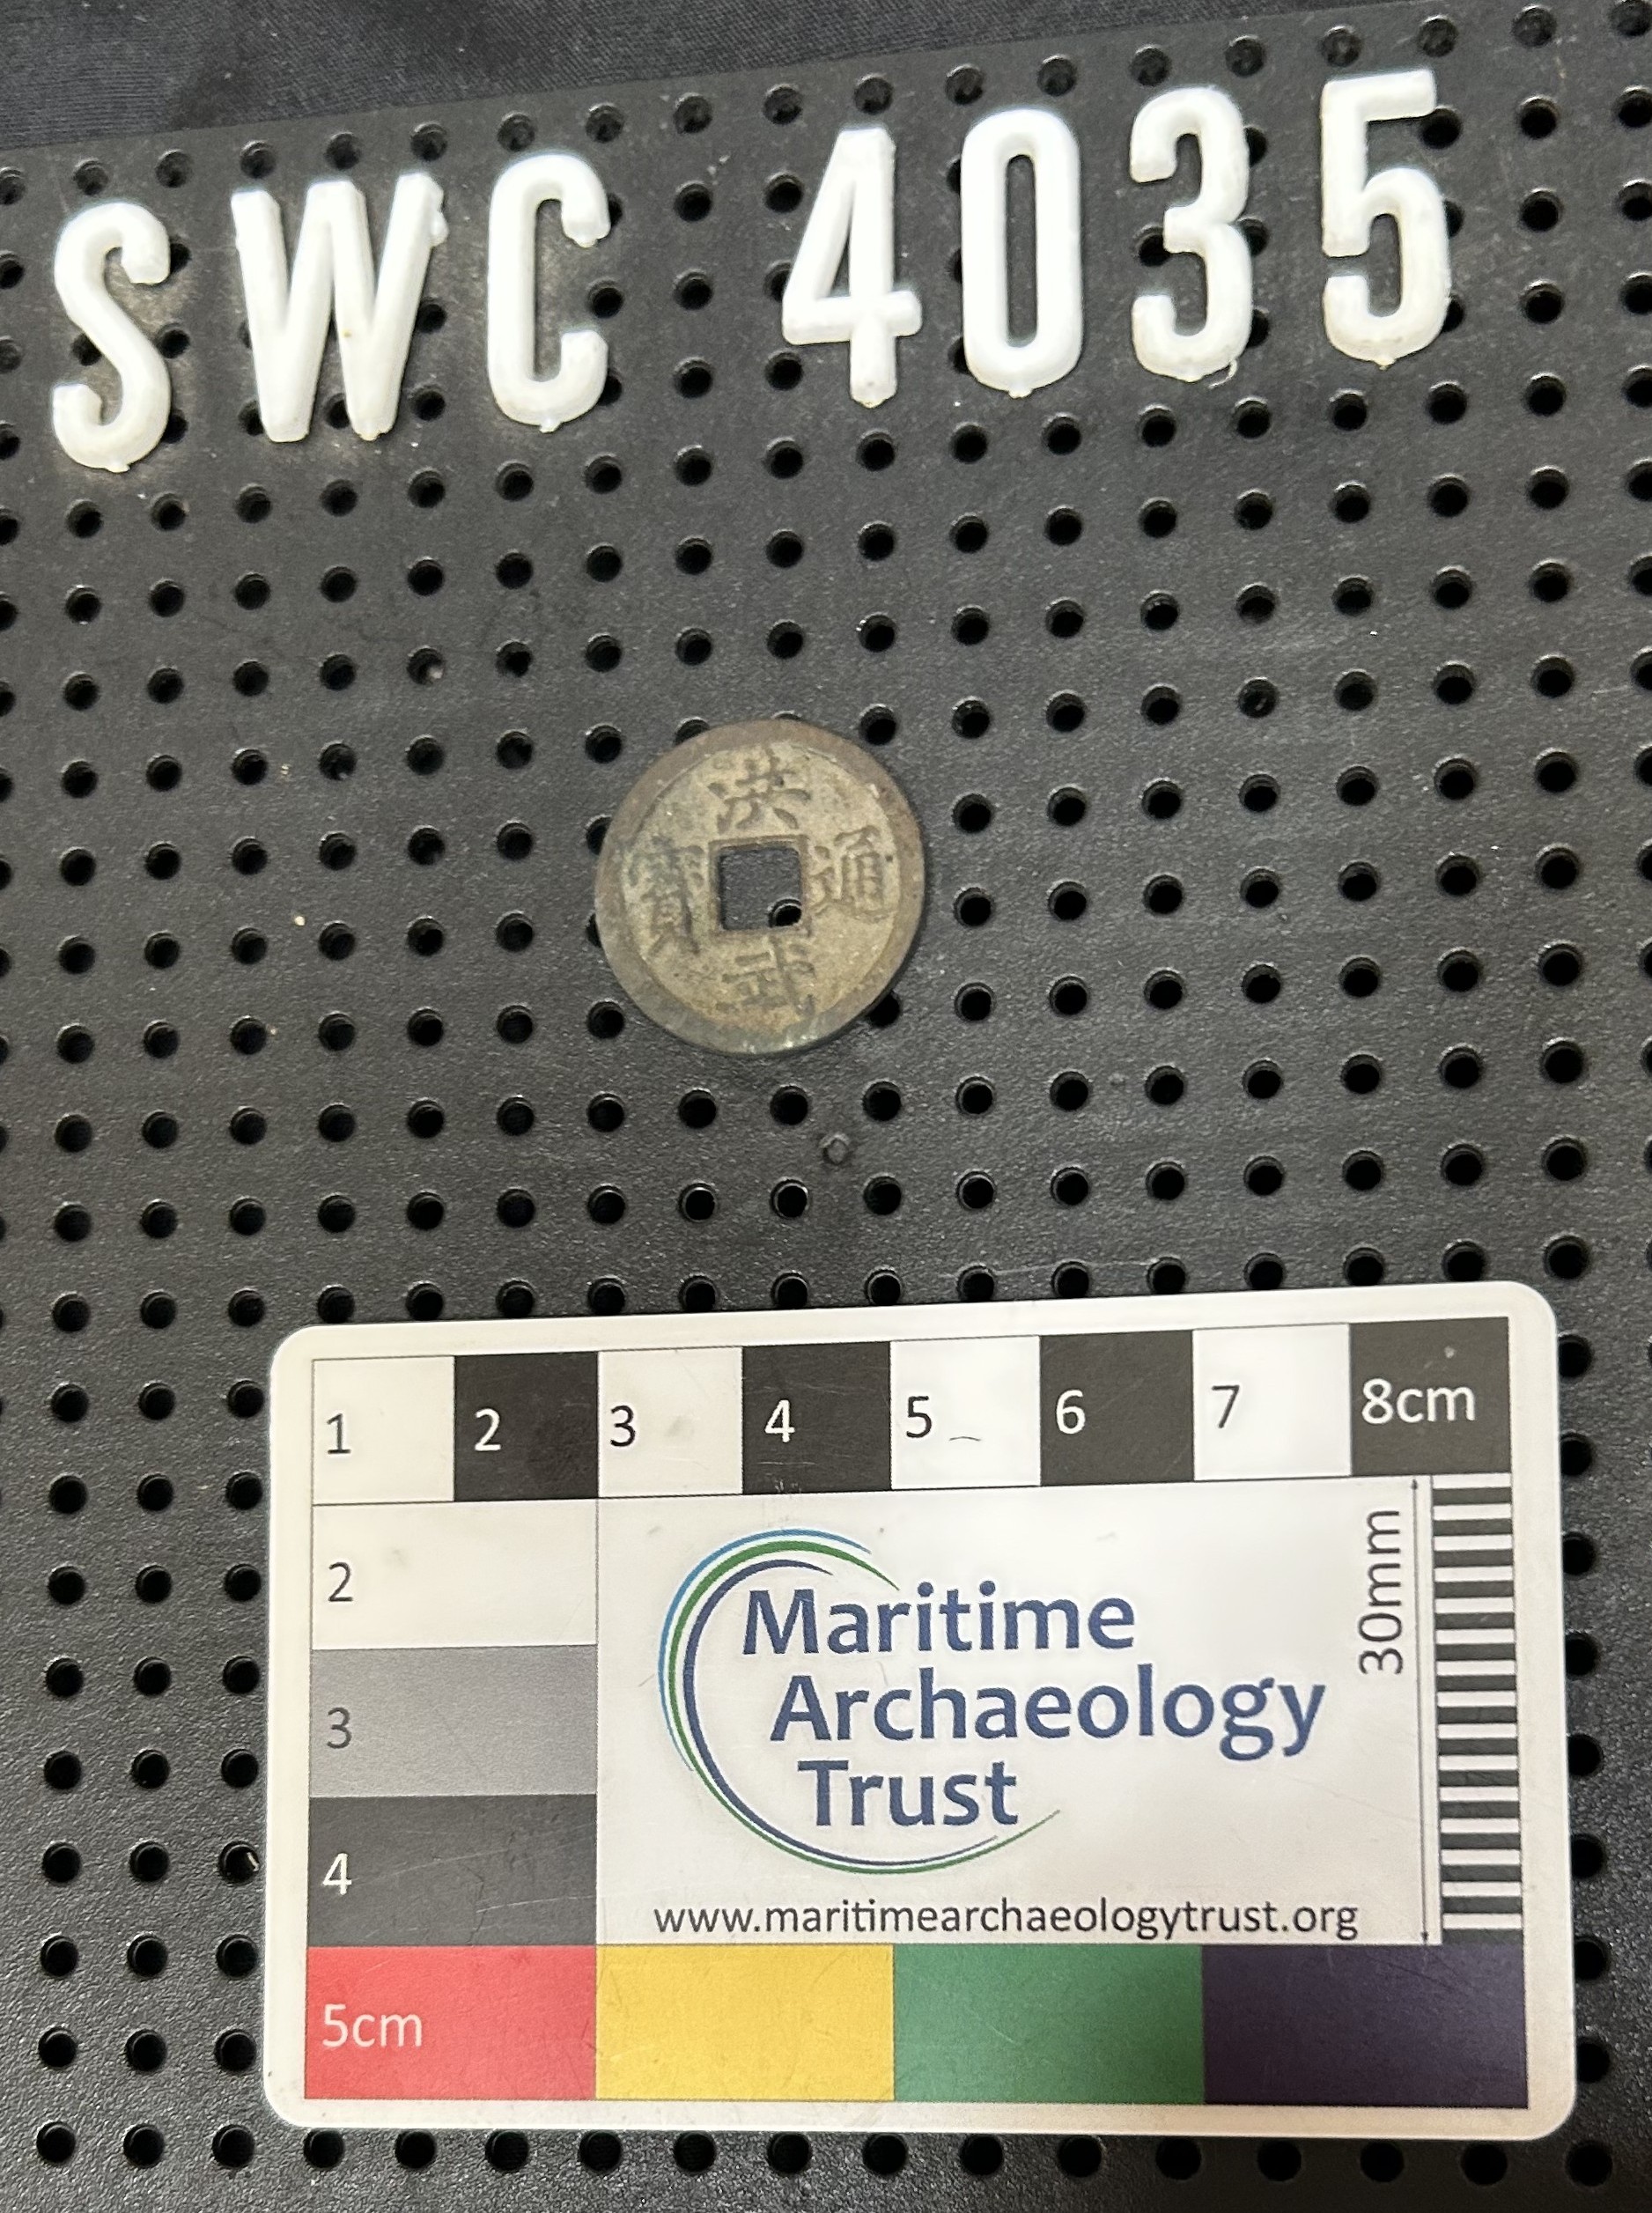 SWC 4035
洪
寶 通
武
1 2 3 4 5 6 7 8cm
2
3
4
5cm
30mm
Maritime
Archaeology
Trust
www.maritimearchaeologytrust.org